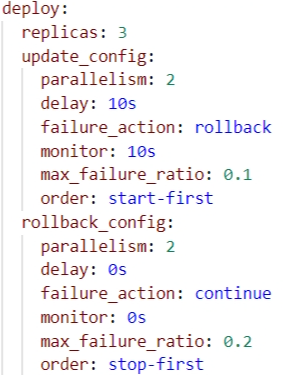 deploy:
  replicas: 3
  update_config:
    parallelism: 2
    delay: 10s
    failure_action: rollback
    monitor: 10s
    max_failure_ratio: 0.1
    order: start-first
  rollback_config:
    parallelism: 2
    delay: 0s
    failure_action: continue
    monitor: 0s
    max_failure_ratio: 0.2
    order: stop-first